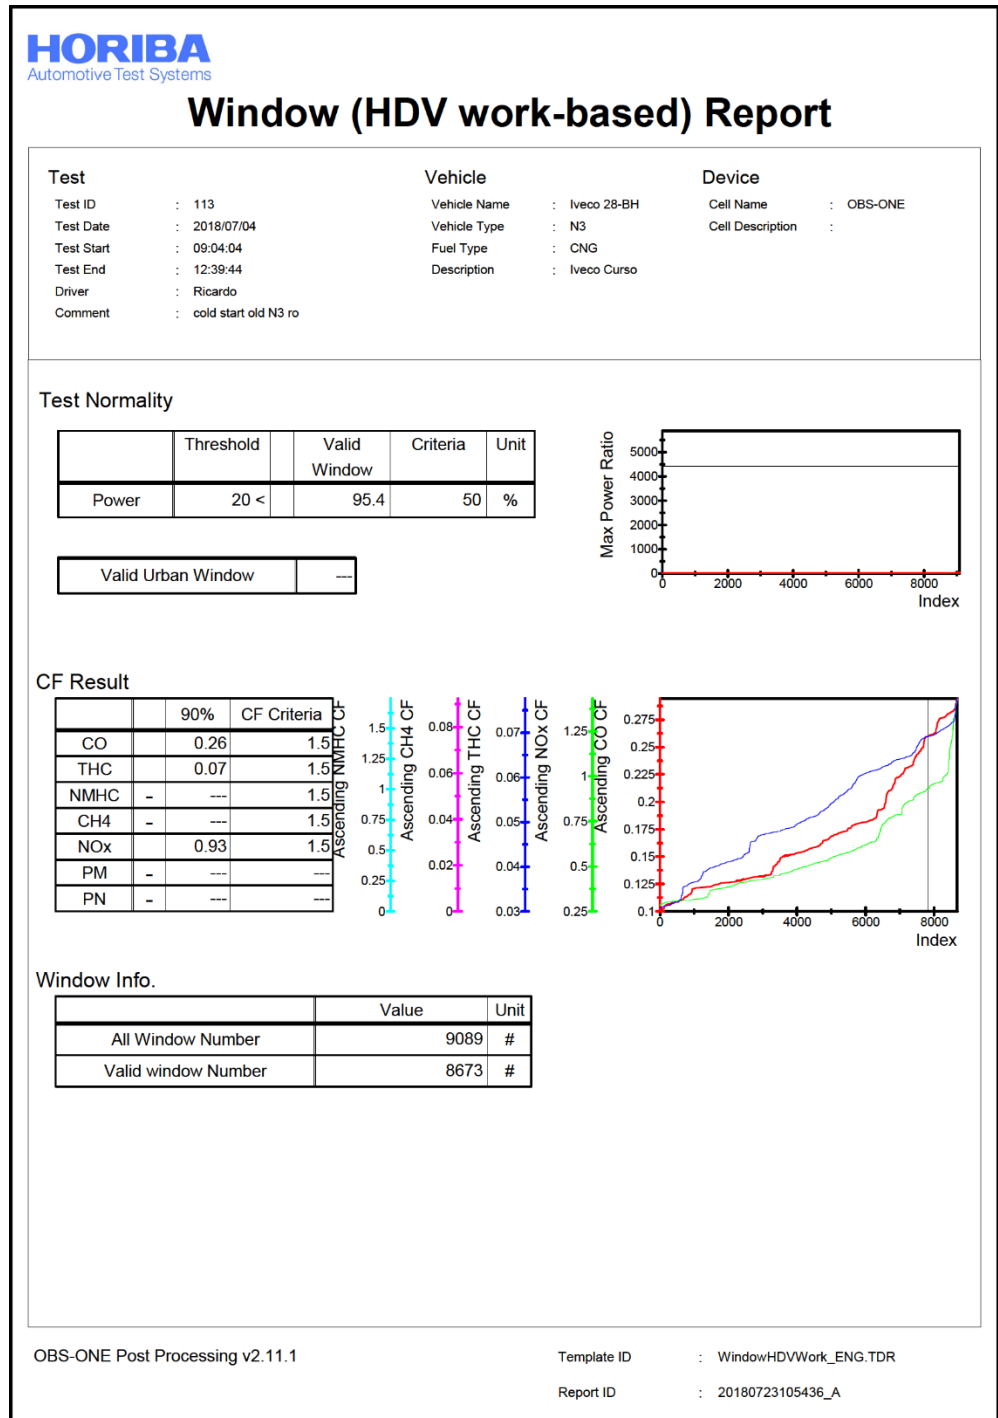 HORIBA
Automotive Test Systems
Window (HDV work-based) Report
Test
Test ID : 113
Test Date : 2018/07/04
Test Start : 09:04:04
Test End : 12:39:44
Driver : Ricardo
Comment : cold start old N3 ro
Vehicle
Vehicle Name : Iveco 28-BH
Vehicle Type : N3
Fuel Type : CNG
Description : Iveco Curso
Device
Cell Name : OBS-ONE
Cell Description :
Test Normality
Threshold Valid Window Criteria Unit
Power 20 < 95.4 50 %
Valid Urban Window ---
Max Power Ratio
5000
4000
3000
2000
1000
0
0 2000 4000 6000 8000
Index
CF Result
90% CF Criteria
CO 0.26 1.5
THC 0.07 1.5
NMHC - --- 1.5
CH4 - --- 1.5
NOx 0.93 1.5
PM - --- ---
PN - --- ---
Ascending NMHC CF
1.5
1.25
1
0.75
0.5
0.25
0
Ascending CH4 CF
0.08
0.06
0.04
0.02
0
Ascending THC CF
0.07
0.06
0.05
0.04
0.03
Ascending NOx CF
1.25
1
0.75
0.5
0.25
Ascending CO CF
0.275
0.25
0.225
0.2
0.175
0.15
0.125
0.1
0 2000 4000 6000 8000
Index
Window Info.
Value Unit
All Window Number 9089 #
Valid window Number 8673 #
OBS-ONE Post Processing v2.11.1
Template ID : WindowHDVWork_ENG.TDR
Report ID : 20180723105436_A